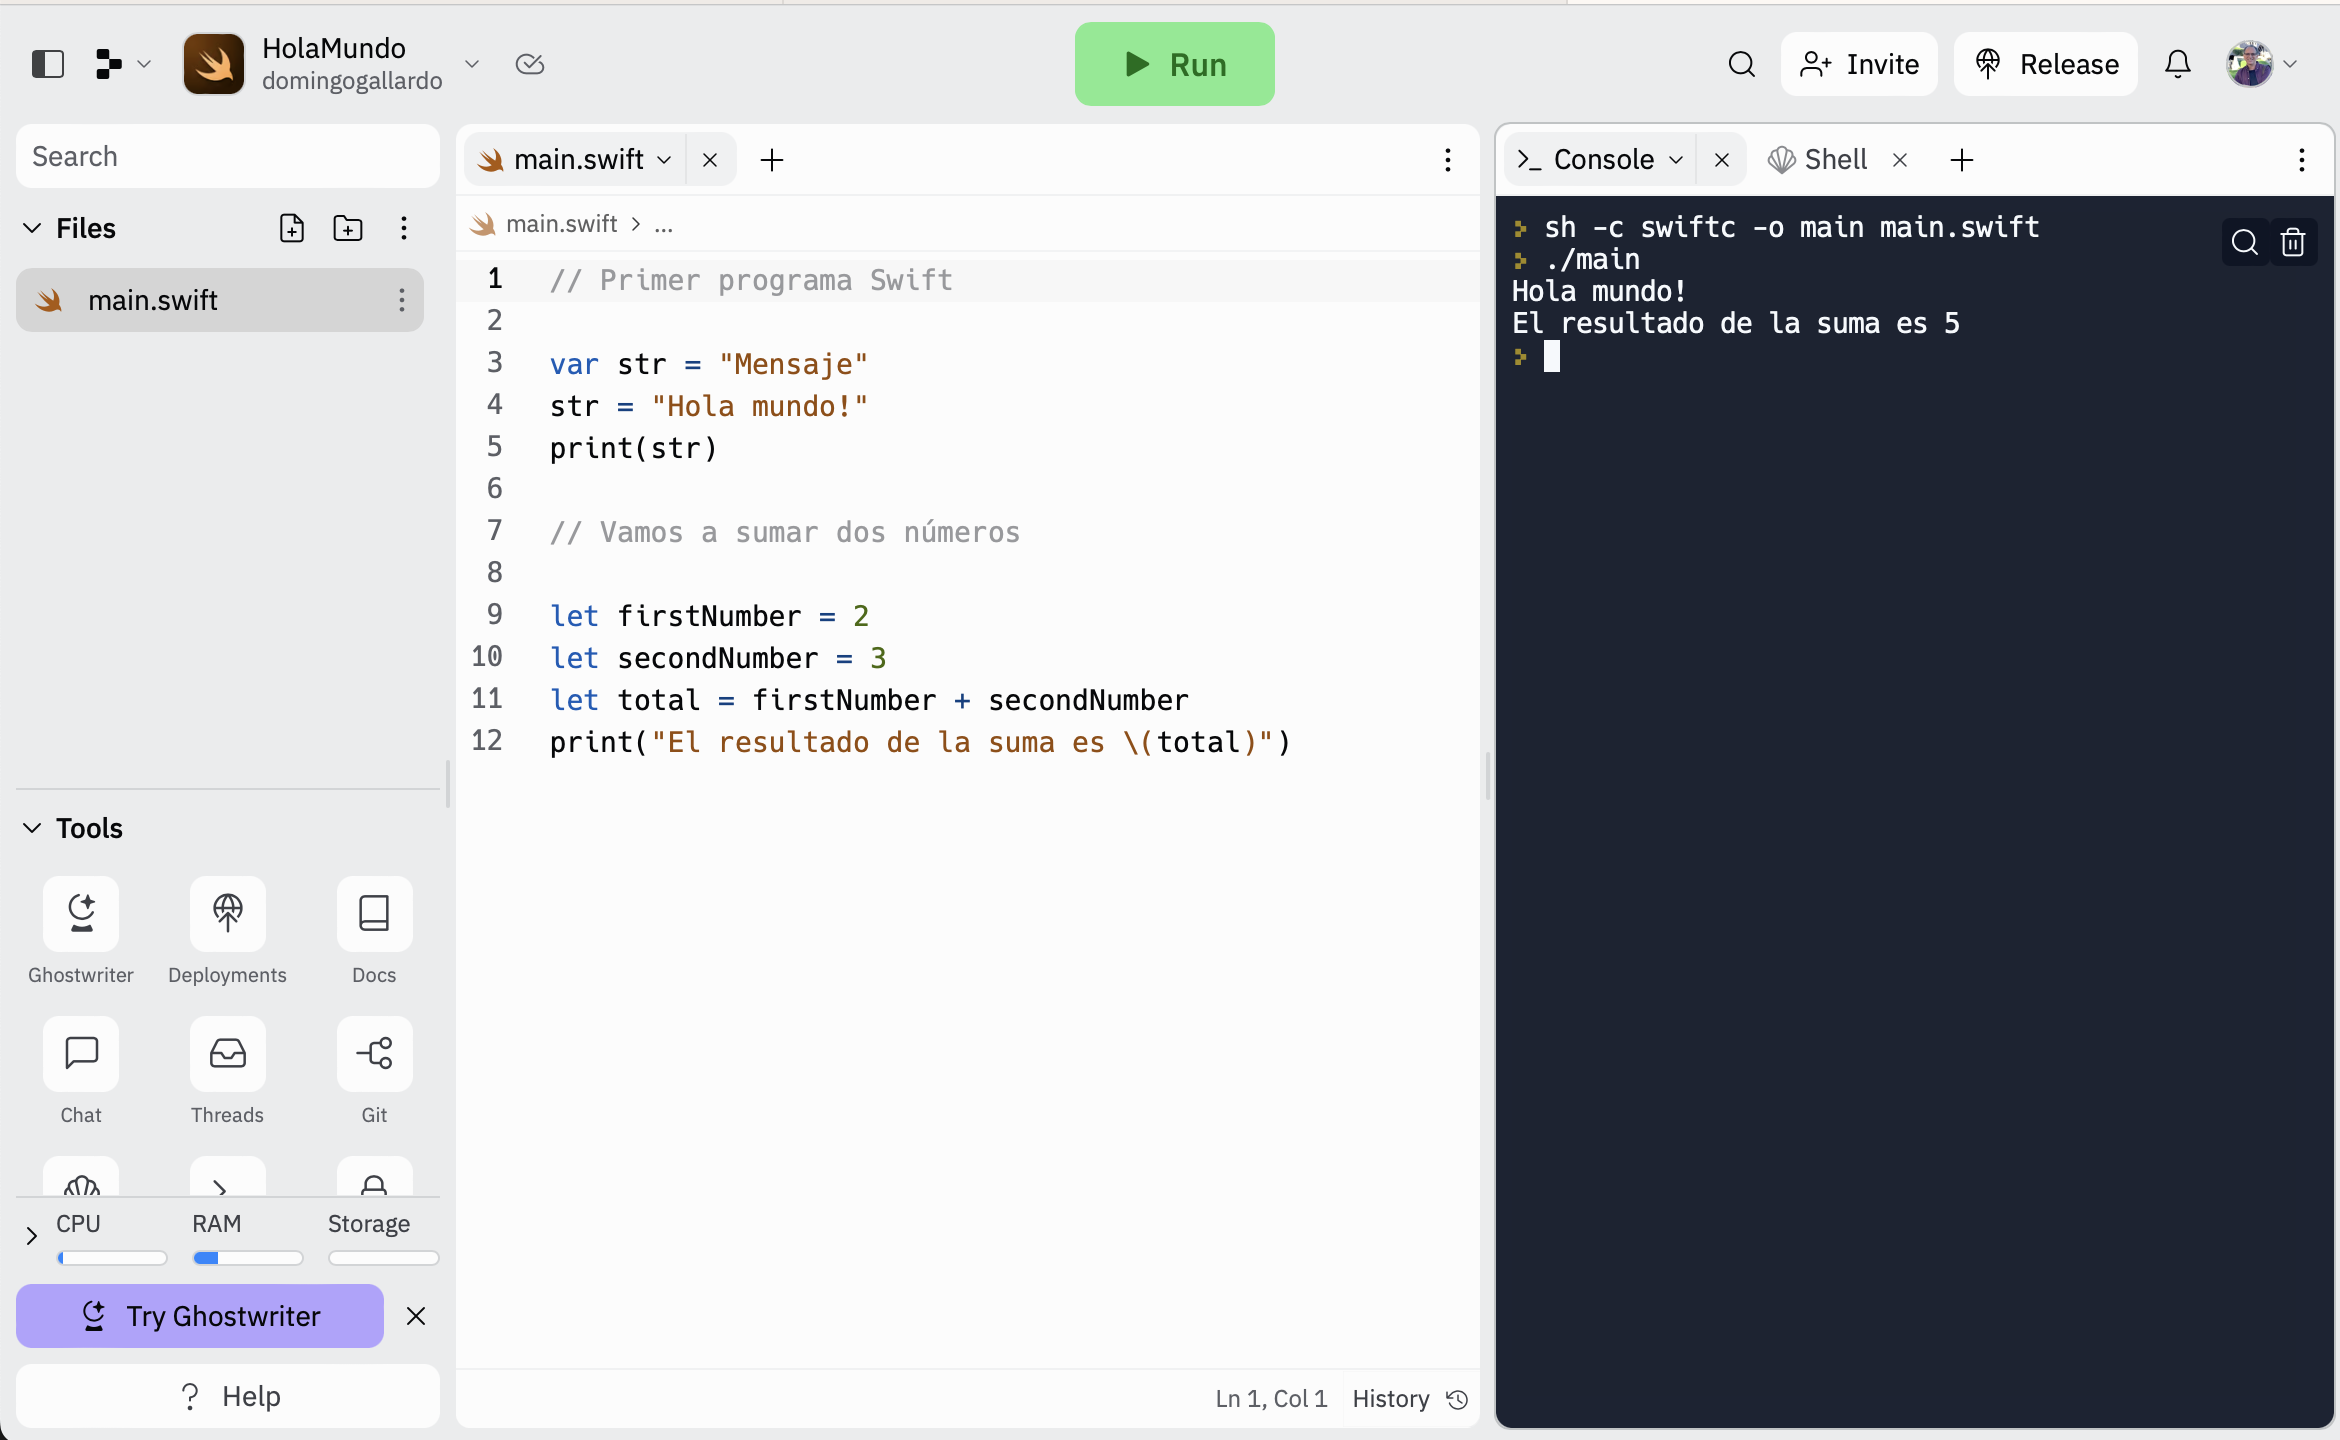 HolaMundo
domingogallardo
Run
Invite
Release
Search
Files
main.swift
Tools
Ghostwriter
Deployments
Docs
Chat
Threads
Git
CPU
RAM
Storage
Try Ghostwriter
? Help
main.swift
main.swift > ...
1 // Primer programa Swift
2
3 var str = "Mensaje"
4 str = "Hola mundo!"
5 print(str)
6
7 // Vamos a sumar dos números
8
9 let firstNumber = 2
10 let secondNumber = 3
11 let total = firstNumber + secondNumber
12 print("El resultado de la suma es \(total)")
Ln 1, Col 1
History
>_ Console
Shell
sh -c swiftc -o main main.swift
./main
Hola mundo!
El resultado de la suma es 5